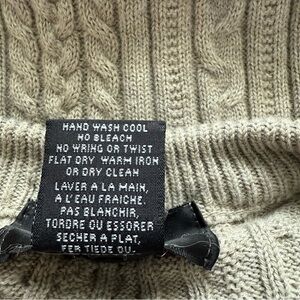 HAND WASH COOL
NO BLEACH
NO WRING OR TWIST
FLAT DRY WARM IRON
OR DRY CLEAN
LAVER A LA MAIN,
A L'EAU FRAICHE.
PAS BLANCHIR,
TORDRE OU ESSORER
SECHER A PLAT,
FER TIEDE OU-